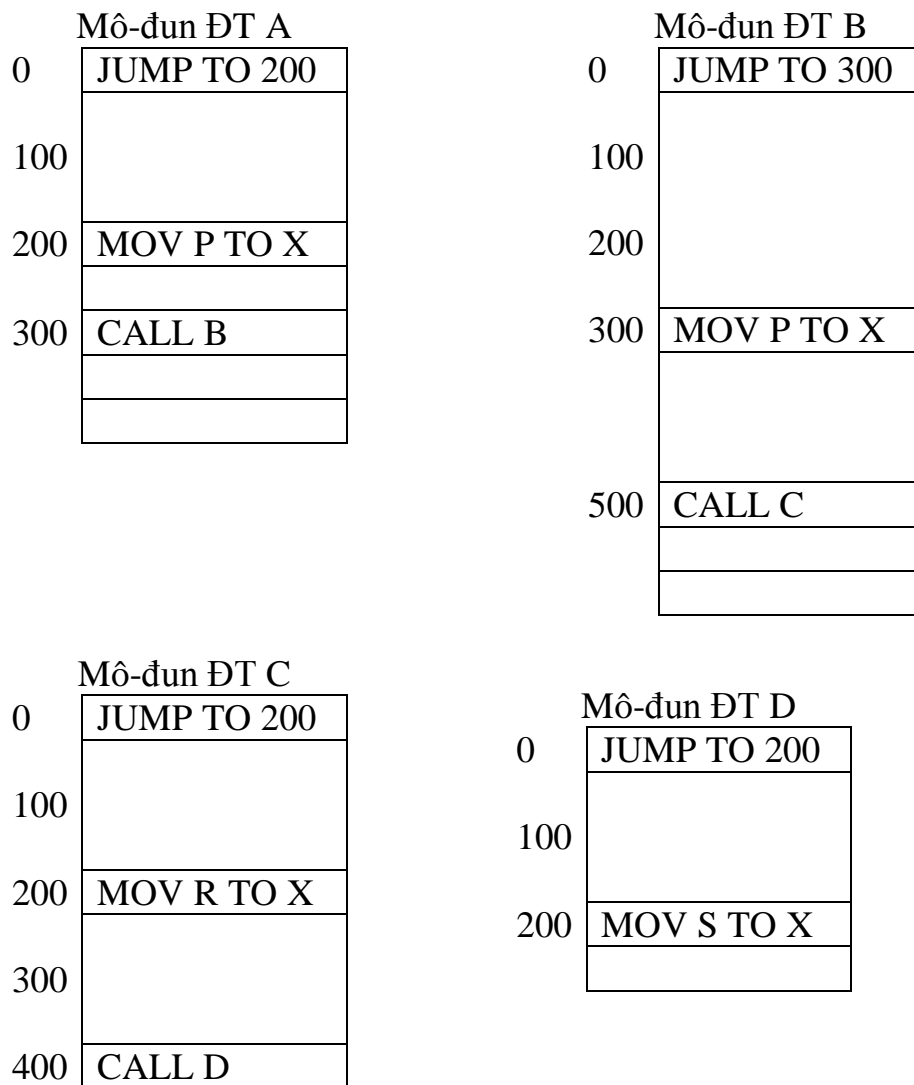 Mô-đun ĐT A
0 JUMP TO 200
100
200 MOV P TO X
300 CALL B
Mô-đun ĐT B
0 JUMP TO 300
100
200
300 MOV P TO X
500 CALL C
Mô-đun ĐT C
0 JUMP TO 200
100
200 MOV R TO X
300
400 CALL D
Mô-đun ĐT D
0 JUMP TO 200
100
200 MOV S TO X